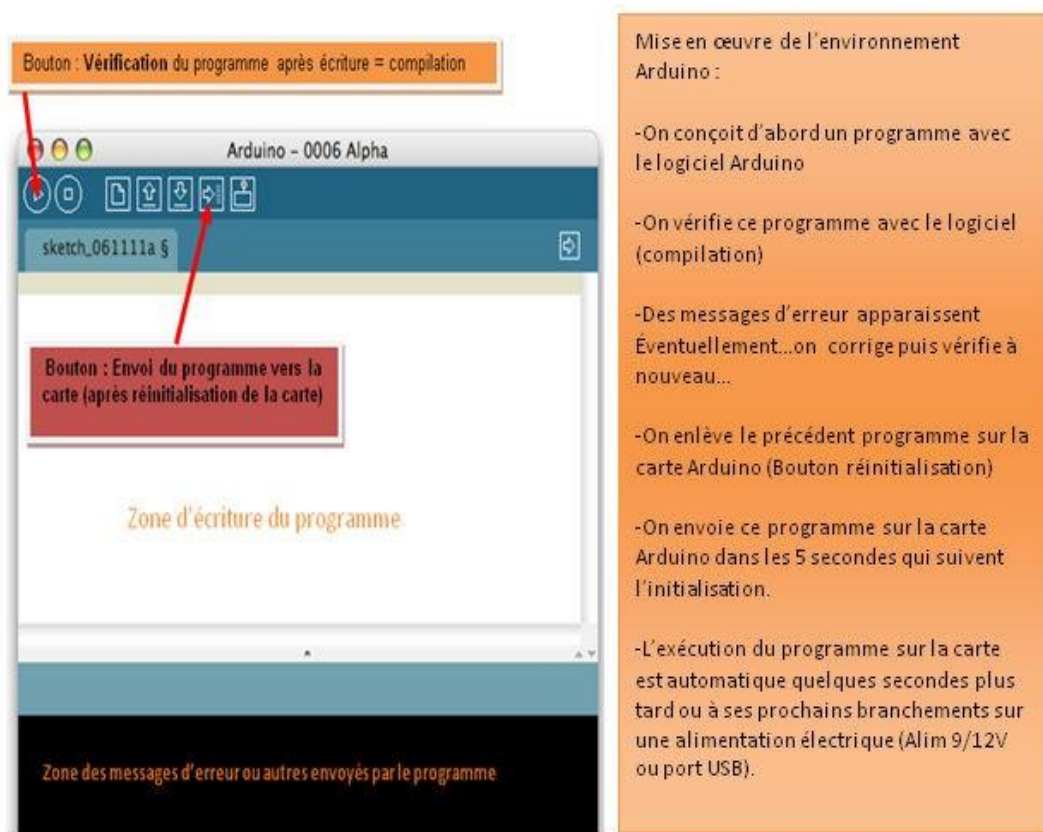 Bouton : Vérification du programme après écriture = compilation
Arduino – 0006 Alpha
sketch_061111a §
Bouton : Envoi du programme vers la
carte (après réinitialisation de la carte)
Zone d'écriture du programme
Zone des messages d'erreur ou autres envoyés par le programme
Mise en œuvre de l'environnement
Arduino :
-On conçoit d'abord un programme avec
le logiciel Arduino
-On vérifie ce programme avec le logiciel
(compilation)
-Des messages d'erreur apparaissent
Éventuellement...on corrige puis vérifie à
nouveau...
-On enlève le précédent programme sur la
carte Arduino (Bouton réinitialisation)
-On envoie ce programme sur la carte
Arduino dans les 5 secondes qui suivent
l'initialisation.
-L'exécution du programme sur la carte
est automatique quelques secondes plus
tard ou à ses prochains branchements sur
une alimentation électrique (Alim 9/12V
ou port USB).